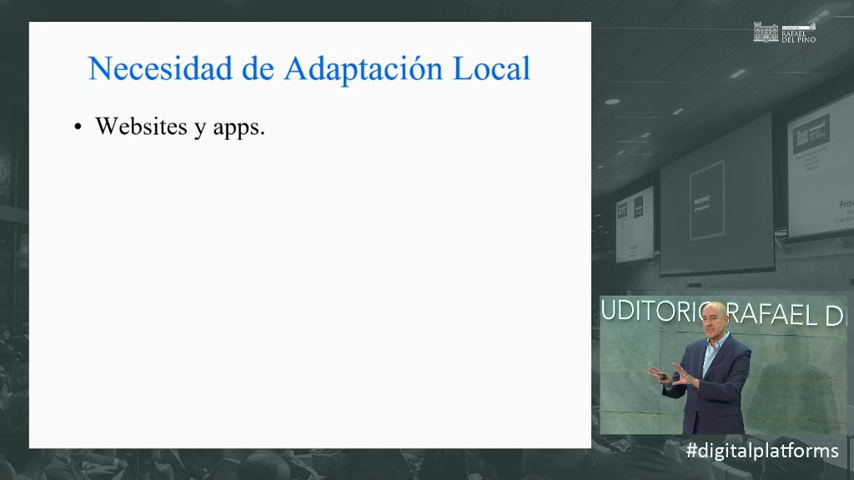 Necesidad de Adaptación Local
• Websites y apps.
RAFAEL
DEL PINO
UDITORIO RAFAEL D
#digitalplatforms